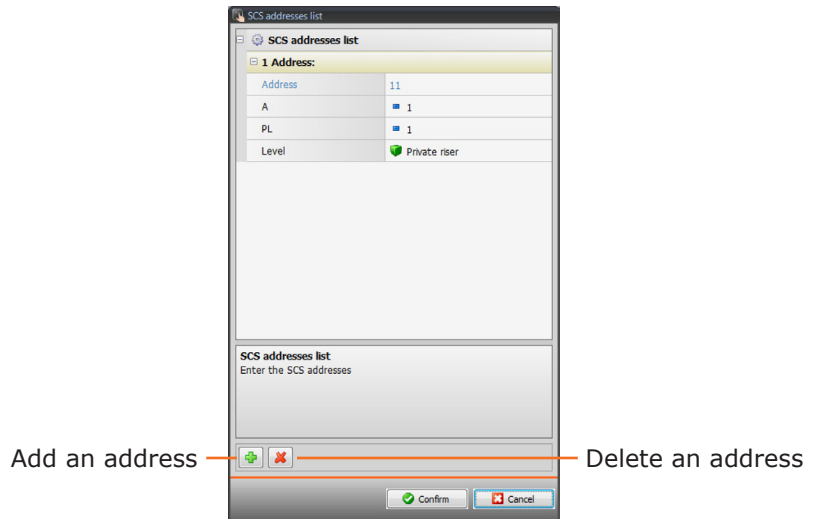 SCS addresses list
SCS addresses list
1 Address:
Address 11
A 1
PL 1
Level Private riser
SCS addresses list
Enter the SCS addresses
Add an address
Delete an address
Confirm Cancel